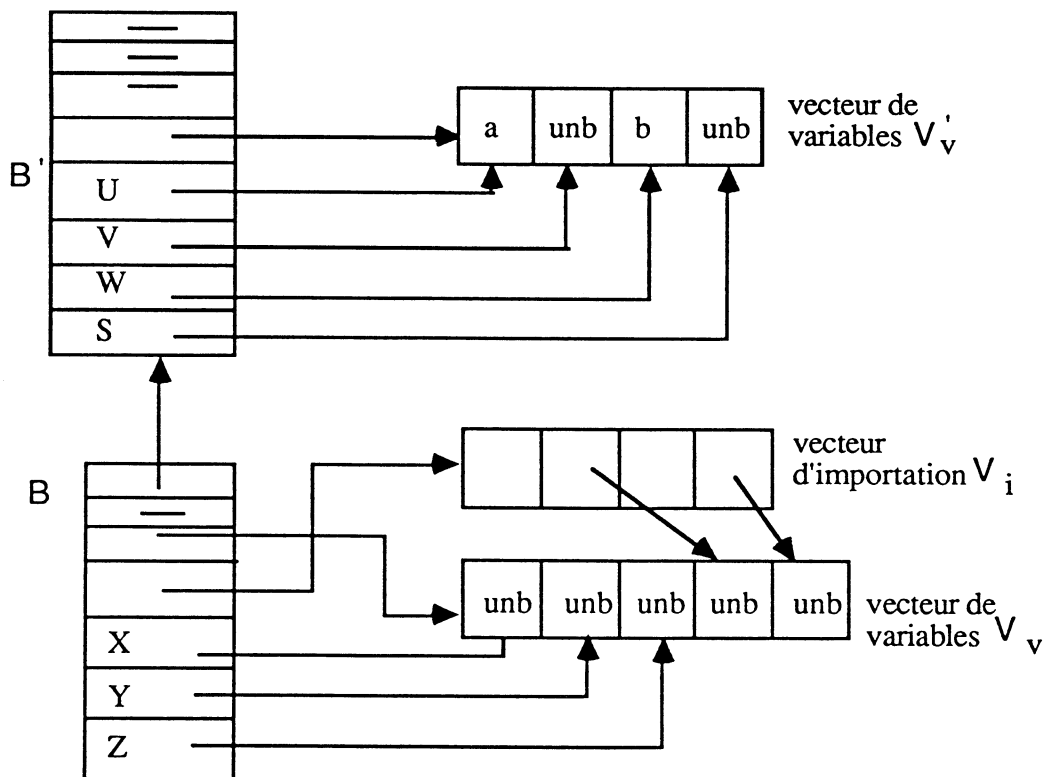 B'
U
V
W
S
a unb b unb
vecteur de
variables V'v
B
X
Y
Z
vecteur
d'importation V i
unb unb unb unb unb
vecteur de
variables V v